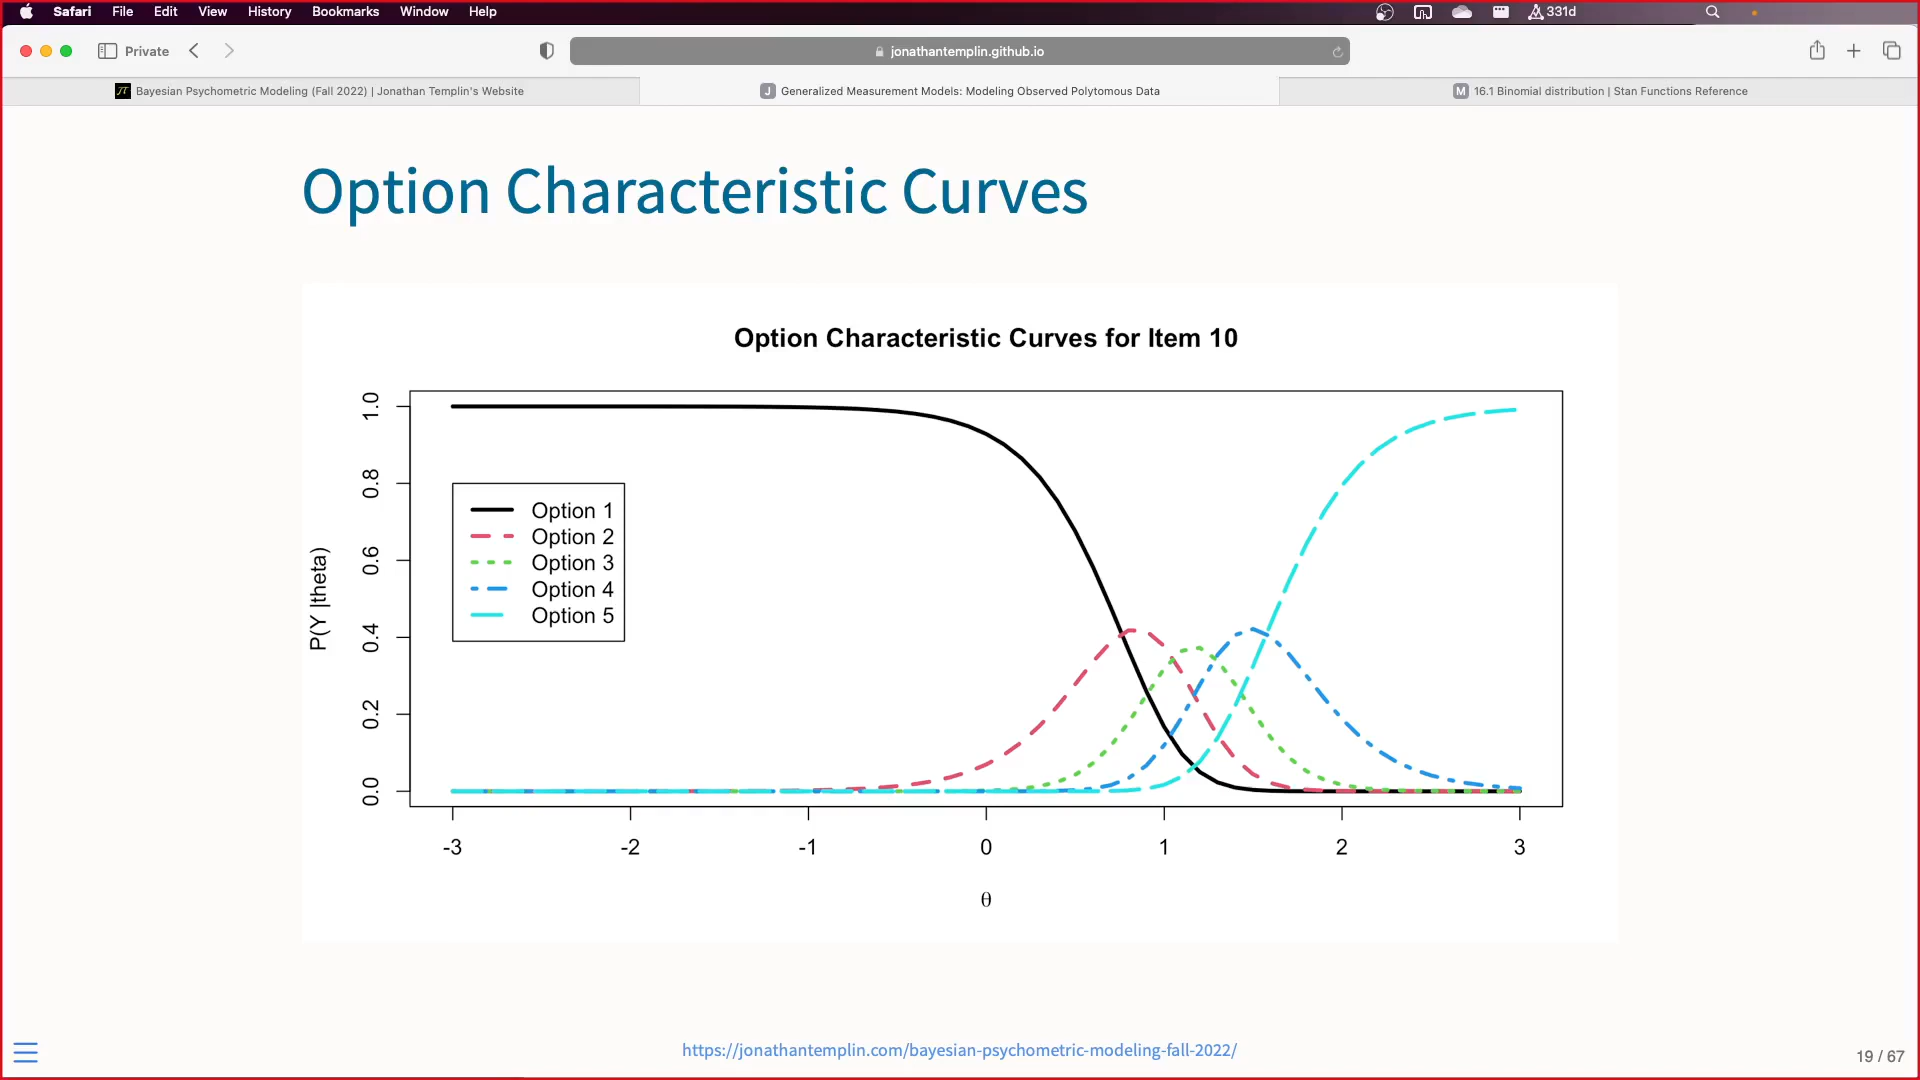 Safari File Edit View History Bookmarks Window Help 331d
Private jonathantemplin.github.io
Bayesian Psychometric Modeling (Fall 2022) | Jonathan Templin's Website
J Generalized Measurement Models: Modeling Observed Polytomous Data
M 16.1 Binomial distribution | Stan Functions Reference
Option Characteristic Curves
Option Characteristic Curves for Item 10
P(Y |theta)
1.0
0.8
0.6
0.4
0.2
0.0
Option 1
Option 2
Option 3
Option 4
Option 5
-3 -2 -1 0 1 2 3
θ
https://jonathantemplin.com/bayesian-psychometric-modeling-fall-2022/
19 / 67